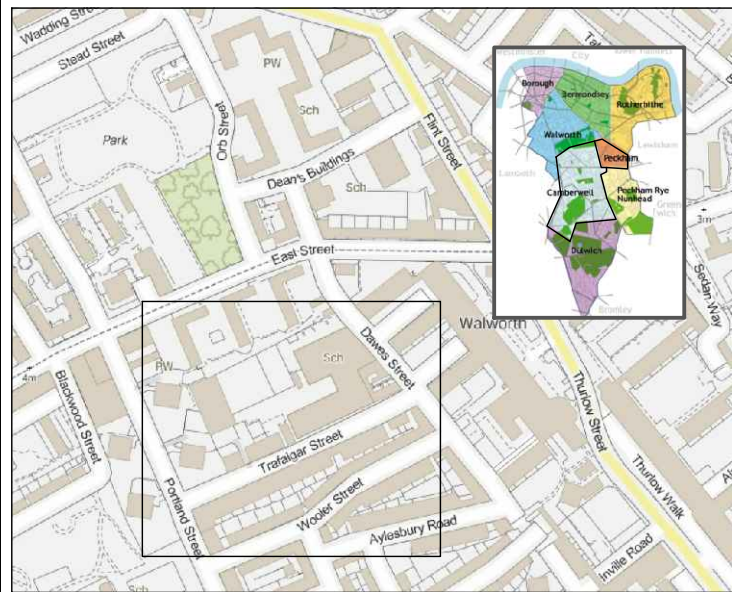 Wadding Street
Stead Street
PW
Sch
Park
Orb Street
Flint Street
Dean's Buildings
Sch
East Street
Walworth
Sch
PW
Dawes Street
4m
Blackwood Street
Trafalgar Street
Portland Street
Wooler Street
Aylesbury Road
Thurlow Street
Thurlow Walk
Inville Road
Sch
Sedan Way
3m
City
Borough
Bermondsey
Rotherhithe
Walworth
Lewisham
Peckham
Lambeth
Camberwell
Peckham Rye
Nunhead
Dulwich
Bromley